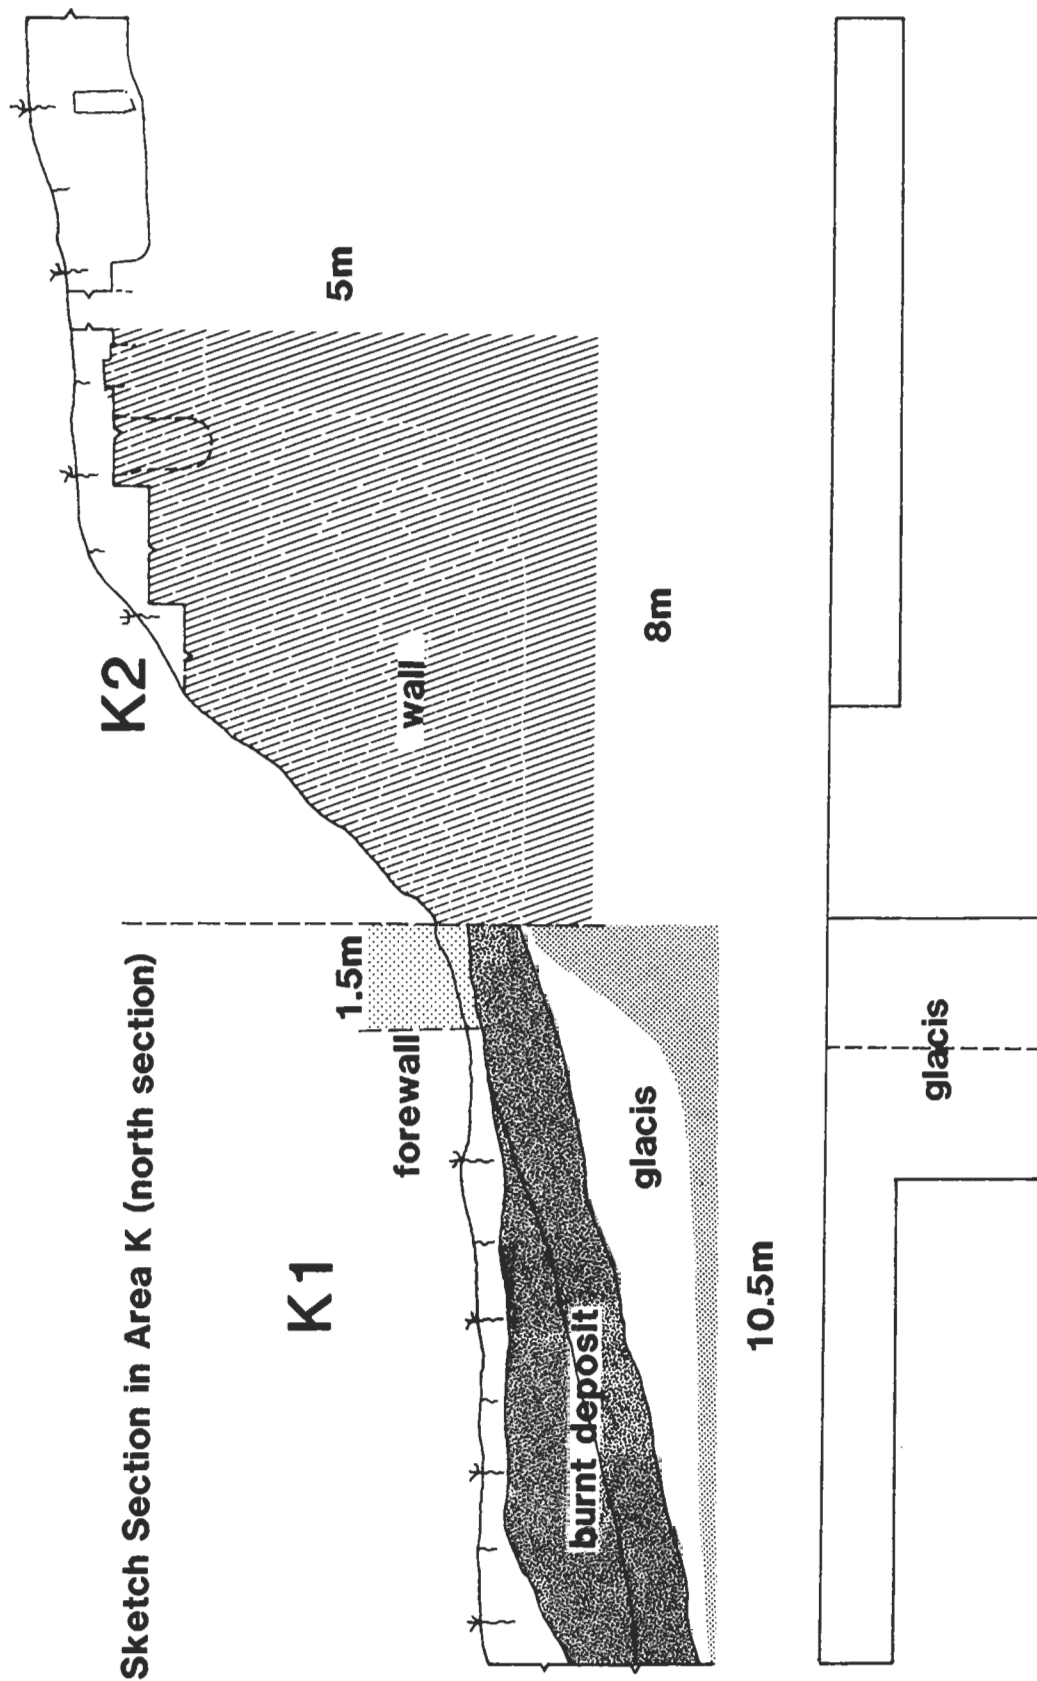 Sketch Section in Area K (north section)
K1
K2
forewall
1.5m
5m
wall
burnt deposit
glacis
8m
10.5m
glacis